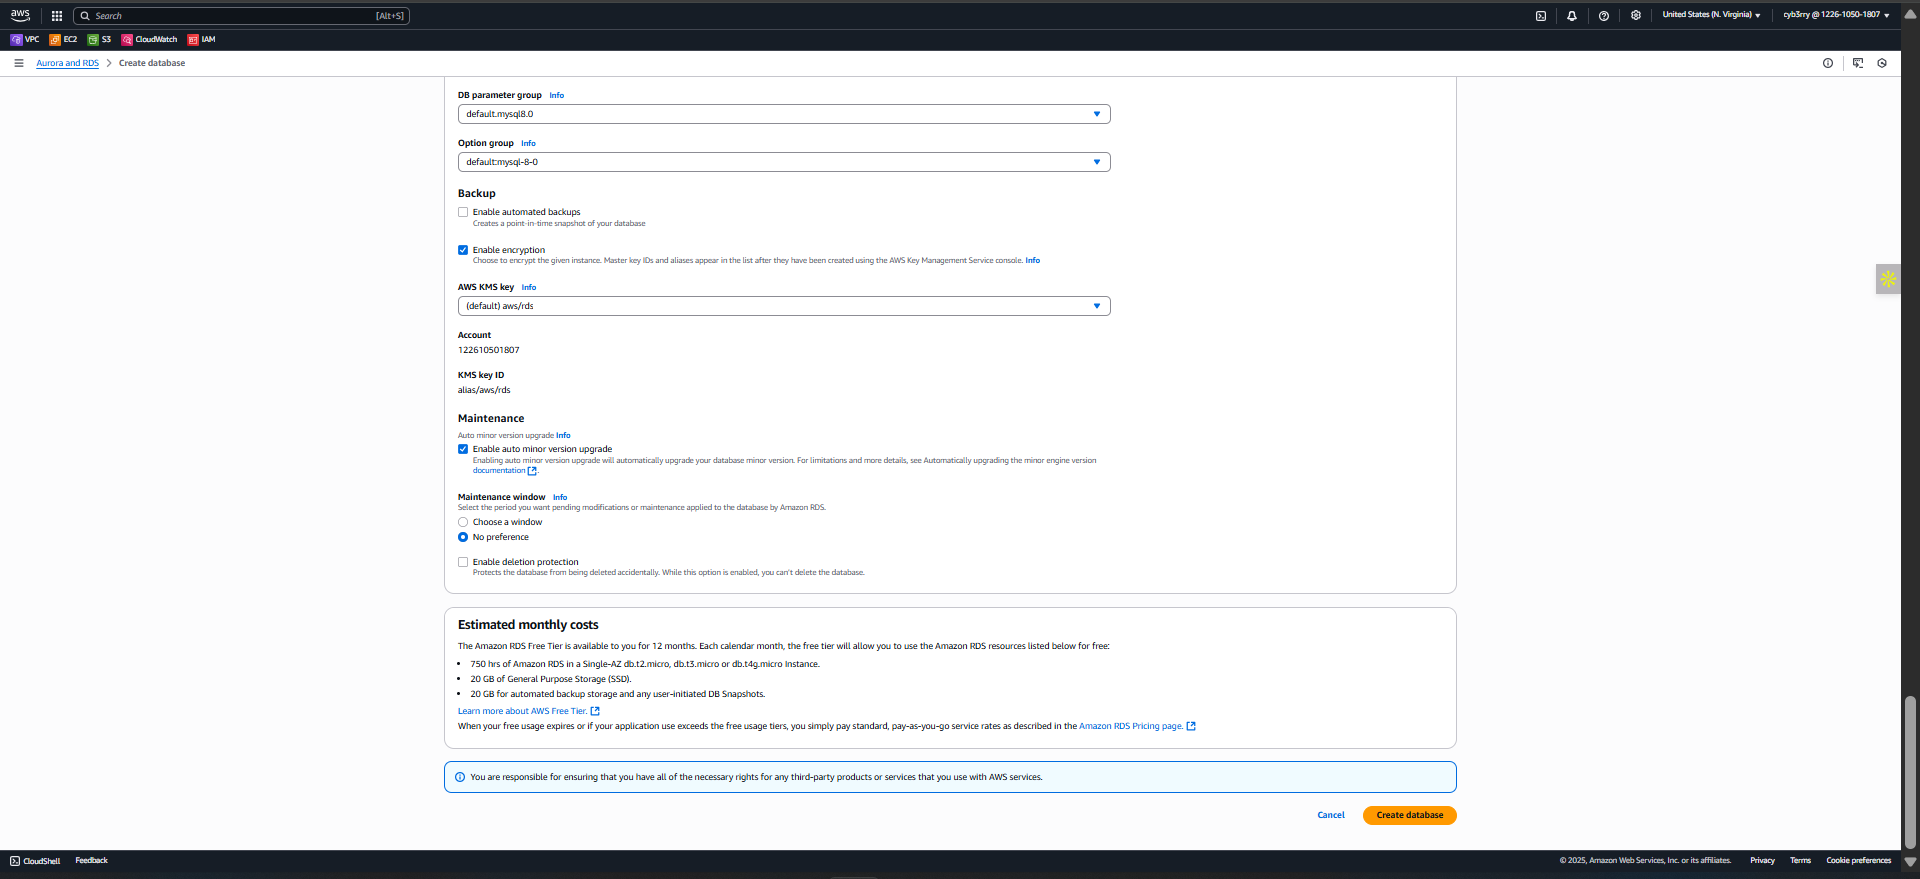 aws Search [Alt+S] United States (N. Virginia) cyb3rry @ 1226-1050-1807
VPC EC2 S3 CloudWatch IAM
Aurora and RDS > Create database
DB parameter group Info
default.mysql8.0
Option group Info
default:mysql-8-0
Backup
Enable automated backups
Creates a point-in-time snapshot of your database
Enable encryption
Choose to encrypt the given instance. Master key IDs and aliases appear in the list after they have been created using the AWS Key Management Service console. Info
AWS KMS key Info
(default) aws/rds
Account
122610501807
KMS key ID
alias/aws/rds
Maintenance
Auto minor version upgrade Info
Enable auto minor version upgrade
Enabling auto minor version upgrade will automatically upgrade your database minor version. For limitations and more details, see Automatically upgrading the minor engine version
documentation.
Maintenance window Info
Select the period you want pending modifications or maintenance applied to the database by Amazon RDS.
Choose a window
No preference
Enable deletion protection
Protects the database from being deleted accidentally. While this option is enabled, you can't delete the database.
Estimated monthly costs
The Amazon RDS Free Tier is available to you for 12 months. Each calendar month, the free tier will allow you to use the Amazon RDS resources listed below for free:
• 750 hrs of Amazon RDS in a Single-AZ db.t2.micro, db.t3.micro or db.t4g.micro Instance.
• 20 GB of General Purpose Storage (SSD).
• 20 GB for automated backup storage and any user-initiated DB Snapshots.
Learn more about AWS Free Tier.
When your free usage expires or if your application use exceeds the free usage tiers, you simply pay standard, pay-as-you-go service rates as described in the Amazon RDS Pricing page.
You are responsible for ensuring that you have all of the necessary rights for any third-party products or services that you use with AWS services.
Cancel Create database
CloudShell Feedback © 2025, Amazon Web Services, Inc. or its affiliates. Privacy Terms Cookie preferences